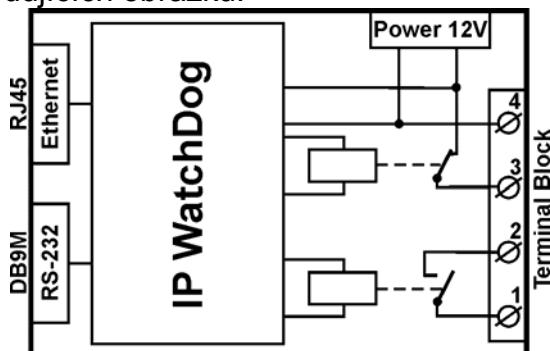 Power 12V
RJ45
Ethernet
DB9M
RS-232
IP WatchDog
4
3
2
1
Terminal Block